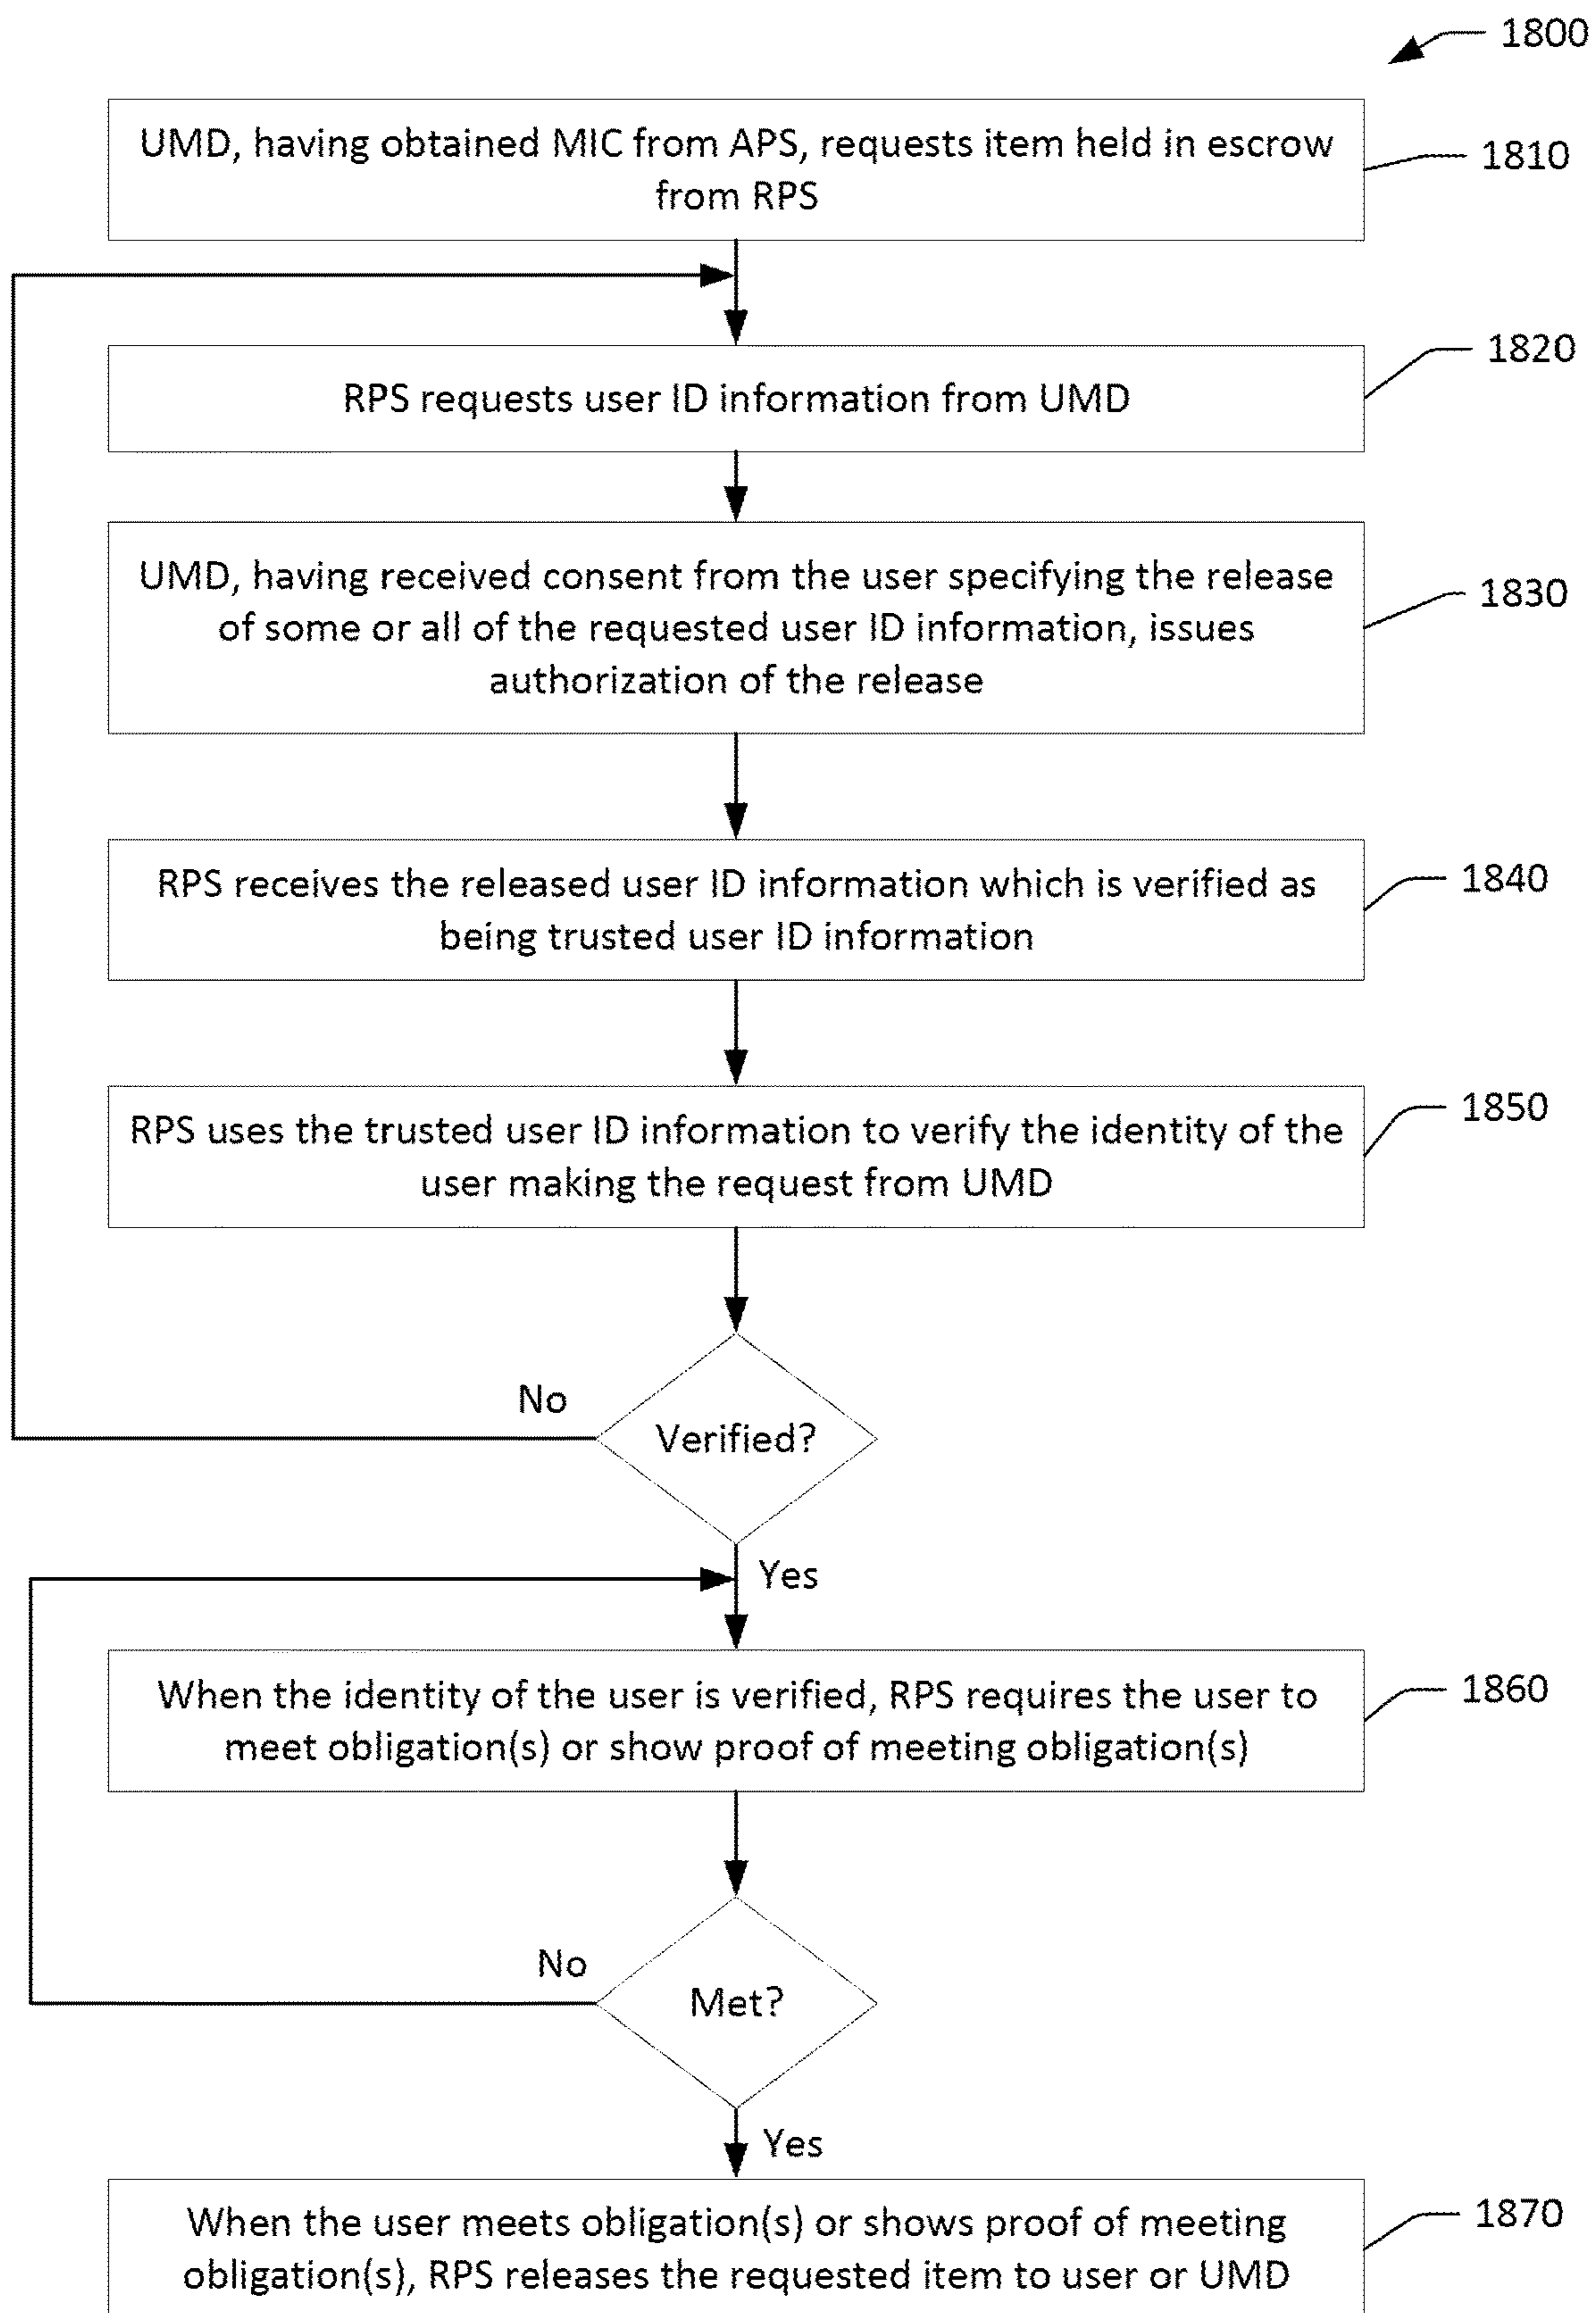 1800
UMD, having obtained MIC from APS, requests item held in escrow
from RPS
1810
RPS requests user ID information from UMD
1820
UMD, having received consent from the user specifying the release
of some or all of the requested user ID information, issues
authorization of the release
1830
RPS receives the released user ID information which is verified as
being trusted user ID information
1840
RPS uses the trusted user ID information to verify the identity of the
user making the request from UMD
1850
No
Verified?
Yes
When the identity of the user is verified, RPS requires the user to
meet obligation(s) or show proof of meeting obligation(s)
1860
No
Met?
Yes
When the user meets obligation(s) or shows proof of meeting
obligation(s), RPS releases the requested item to user or UMD
1870